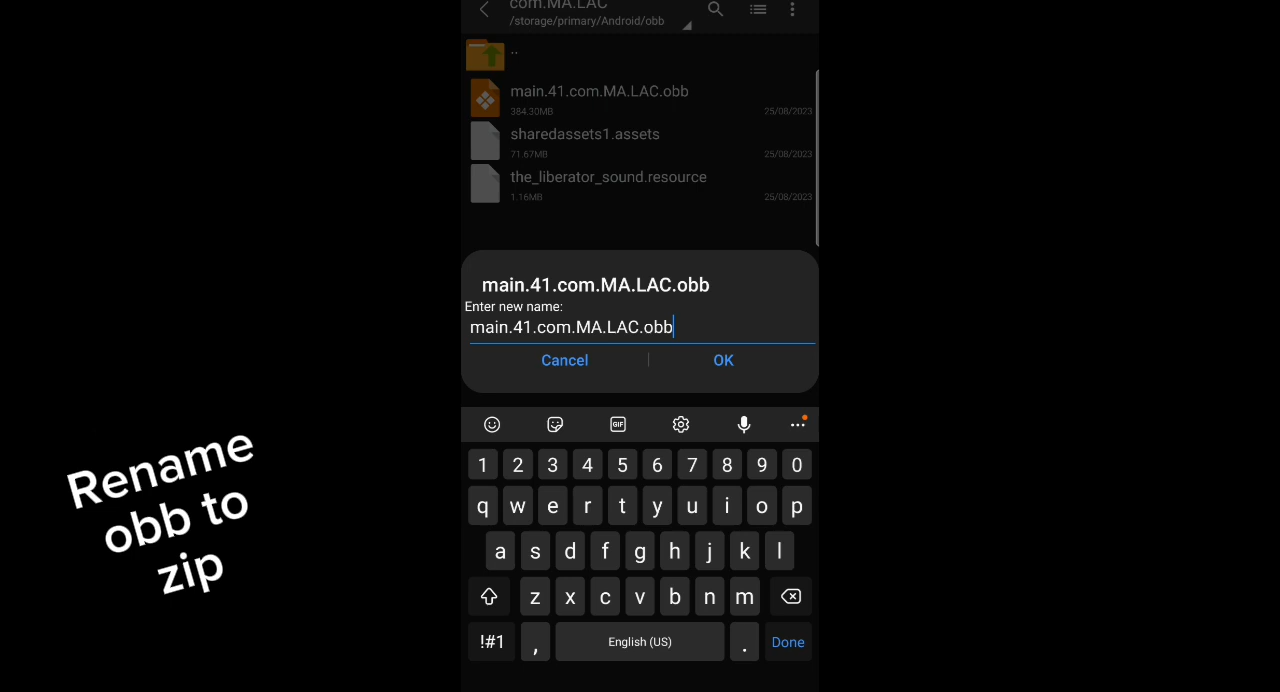 com.MA.LAC
/storage/primary/Android/obb
..
main.41.com.MA.LAC.obb
384.30MB
25/08/2023
sharedassets1.assets
71.67MB
25/08/2023
the_liberator_sound.resource
1.16MB
25/08/2023
main.41.com.MA.LAC.obb
Enter new name:
main.41.com.MA.LAC.obb
Cancel | OK
GIF
1 2 3 4 5 6 7 8 9 0
q w e r t y u i o p
a s d f g h j k l
z x c v b n m
!#1 , English (US) . Done
Rename
obb to
zip